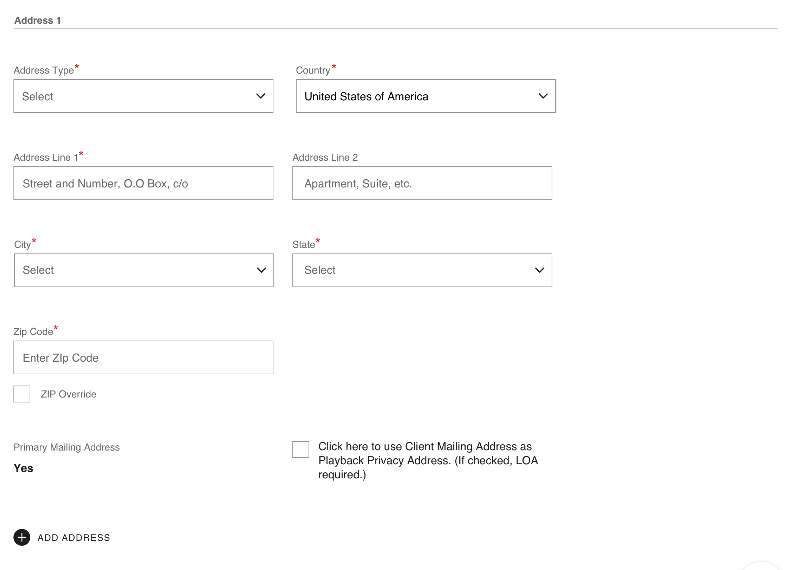 Address 1
Address Type* Country*
Select United States of America
Address Line 1* Address Line 2
Street and Number, O.O Box, c/o Apartment, Suite, etc.
City* State*
Select Select
Zip Code*
Enter ZIp Code
ZIP Override
Primary Mailing Address
Yes
Click here to use Client Mailing Address as
Playback Privacy Address. (If checked, LOA
required.)
ADD ADDRESS